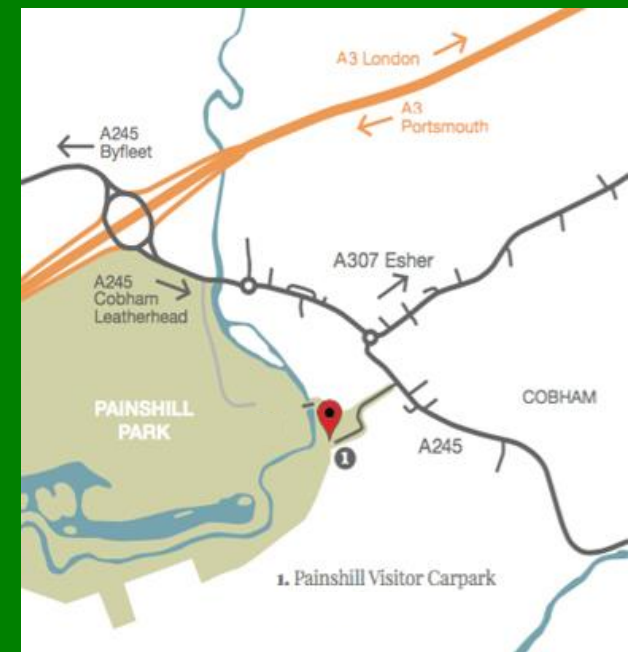 A3 London
A3
Portsmouth
A245
Byfleet
A307 Esher
A245
Cobham
Leatherhead
PAINSHILL
PARK
COBHAM
A245
1
1. Painshill Visitor Carpark